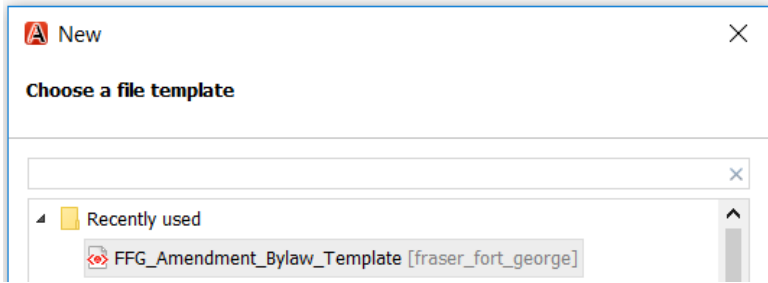 New
Choose a file template
Recently used
FFG_Amendment_Bylaw_Template [fraser_fort_george]